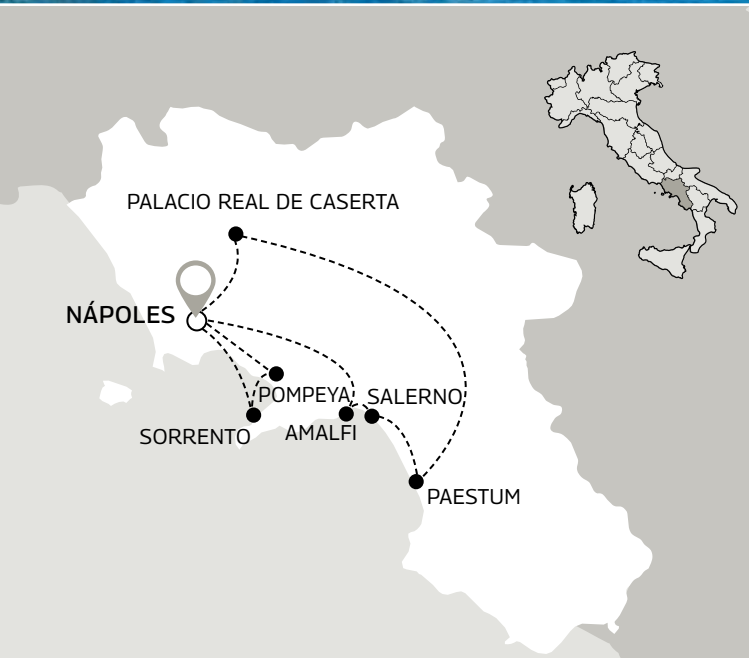 PALACIO REAL DE CASERTA
NÁPOLES
POMPEYA
SALERNO
SORRENTO
AMALFI
PAESTUM